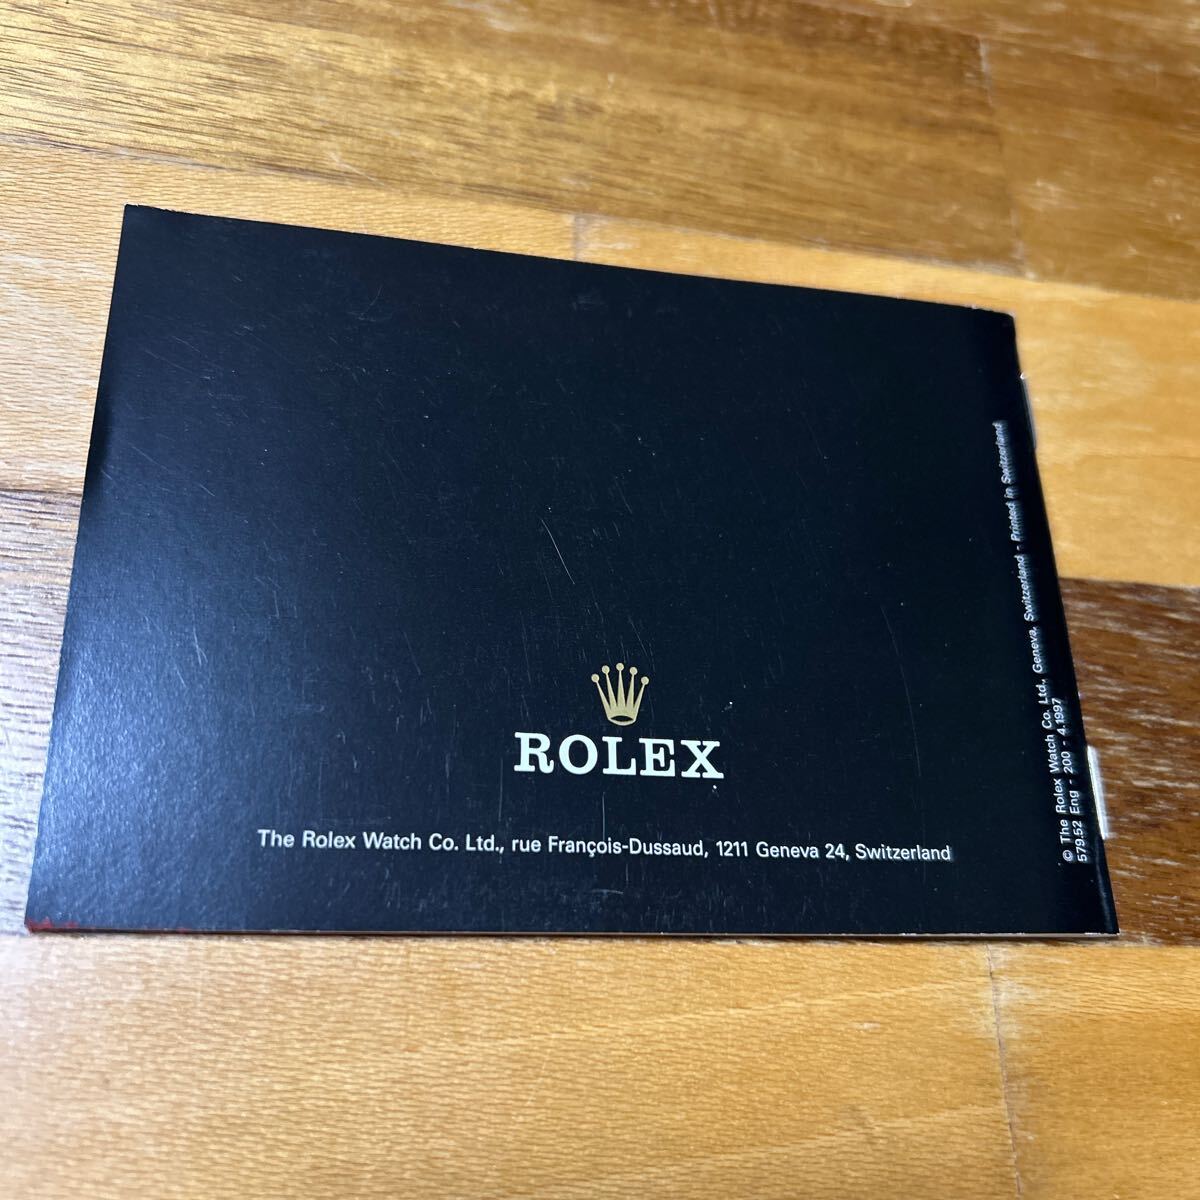 ROLEX
The Rolex Watch Co. Ltd., rue François-Dussaud, 1211 Geneva 24, Switzerland
© The Rolex Watch Co. Ltd., Geneva, Switzerland - Printed in Switzerland
579.52 Eng - 200 - 4.1997